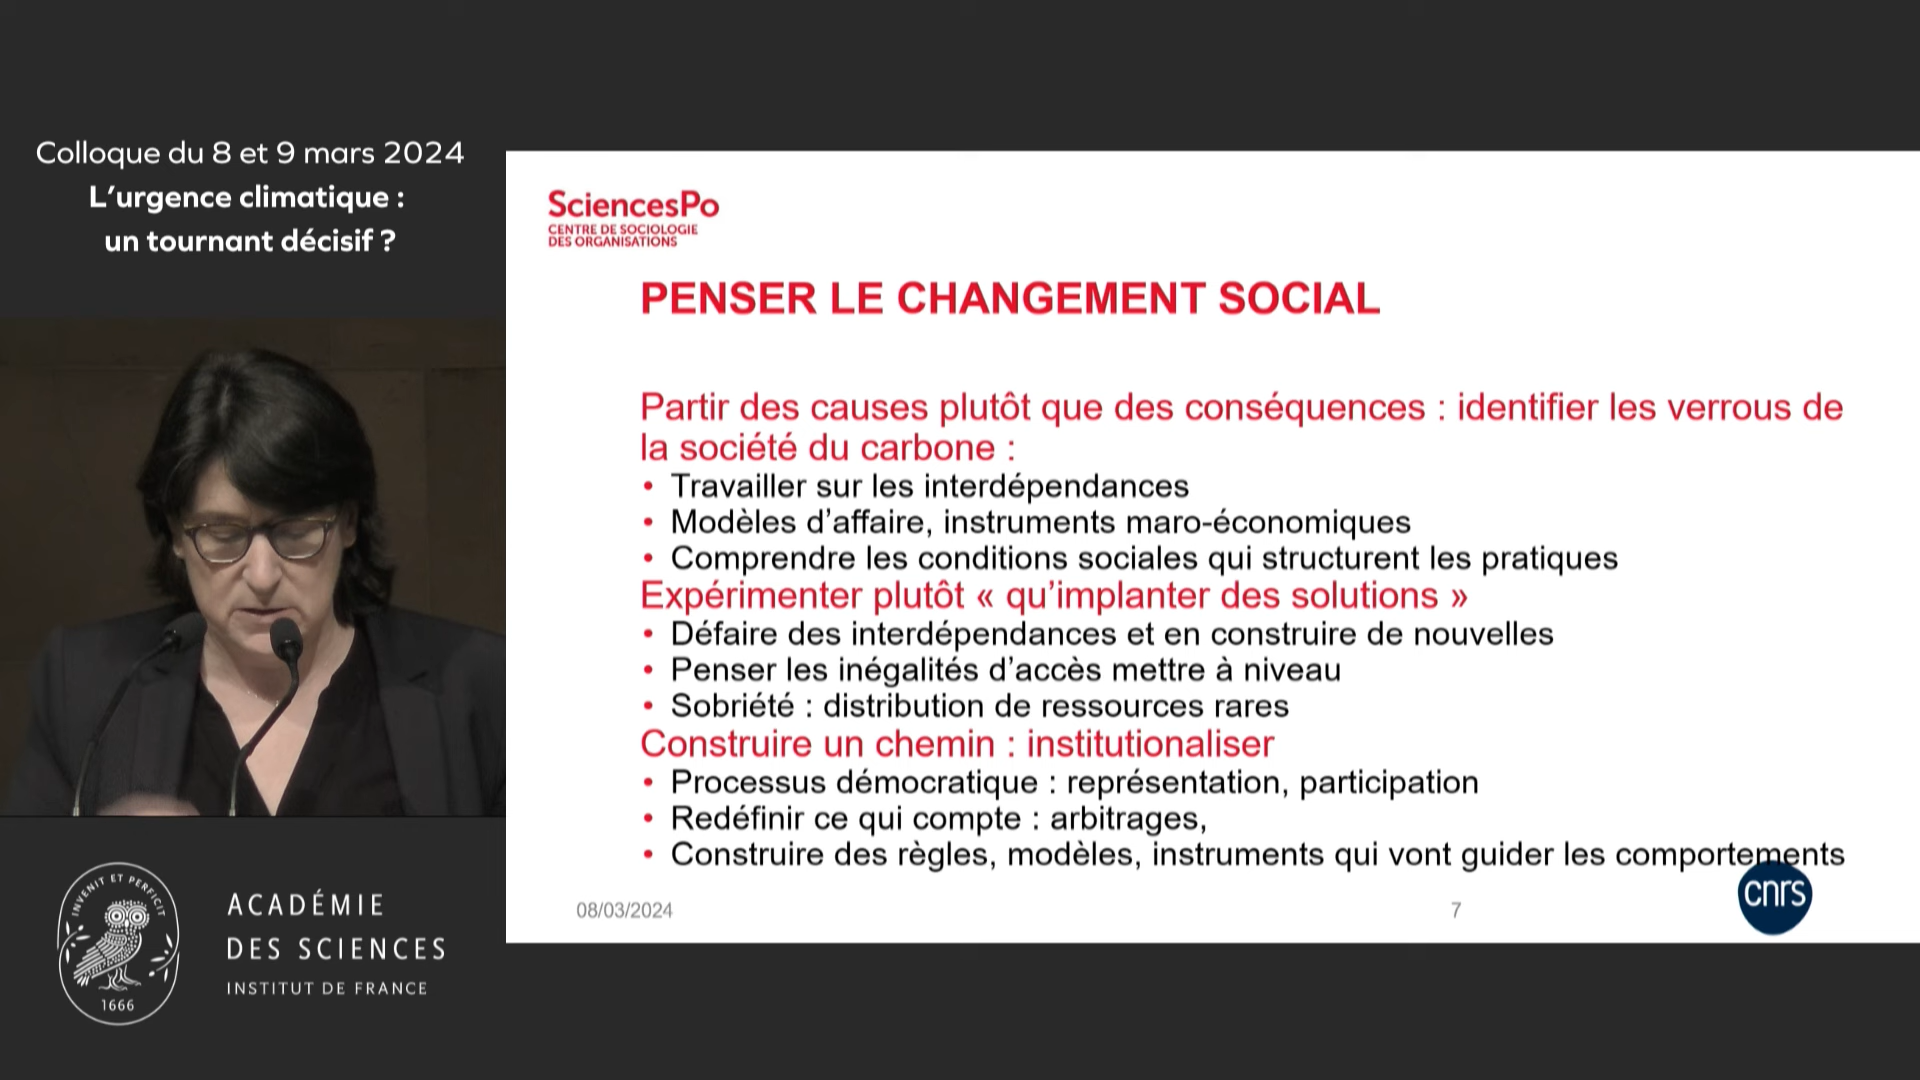 Colloque du 8 et 9 mars 2024
L’urgence climatique :
un tournant décisif ?
SciencesPo
CENTRE DE SOCIOLOGIE
DES ORGANISATIONS
PENSER LE CHANGEMENT SOCIAL
Partir des causes plutôt que des conséquences : identifier les verrous de
la société du carbone :
• Travailler sur les interdépendances
• Modèles d’affaire, instruments maro-économiques
• Comprendre les conditions sociales qui structurent les pratiques
Expérimenter plutôt « qu’implanter des solutions »
• Défaire des interdépendances et en construire de nouvelles
• Penser les inégalités d’accès mettre à niveau
• Sobriété : distribution de ressources rares
Construire un chemin : institutionaliser
• Processus démocratique : représentation, participation
• Redéfinir ce qui compte : arbitrages,
• Construire des règles, modèles, instruments qui vont guider les comportements
08/03/2024
7
cnrs
INVENIT ET PERFICIT
1666
ACADÉMIE
DES SCIENCES
INSTITUT DE FRANCE